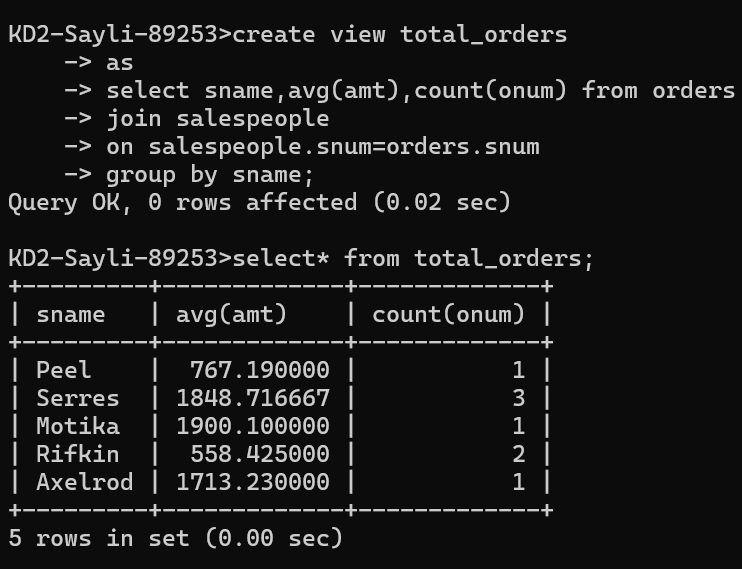 KD2-Sayli-89253>create view total_orders
    -> as
    -> select sname,avg(amt),count(onum) from orders
    -> join salespeople
    -> on salespeople.snum=orders.snum
    -> group by sname;
Query OK, 0 rows affected (0.02 sec)

KD2-Sayli-89253>select* from total_orders;
+---------+-------------+-------------+
| sname   | avg(amt)    | count(onum) |
+---------+-------------+-------------+
| Peel    |  767.190000 |           1 |
| Serres  | 1848.716667 |           3 |
| Motika  | 1900.100000 |           1 |
| Rifkin  |  558.425000 |           2 |
| Axelrod | 1713.230000 |           1 |
+---------+-------------+-------------+
5 rows in set (0.00 sec)